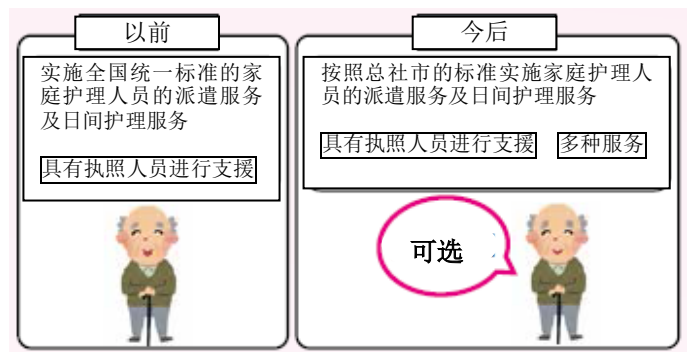 以前
实施全国统一标准的家
庭护理人员的派遣服务
及日间护理服务
具有执照人员进行支援
今后
按照总社市的标准实施家庭护理人
员的派遣服务及日间护理服务
具有执照人员进行支援 多种服务
可选